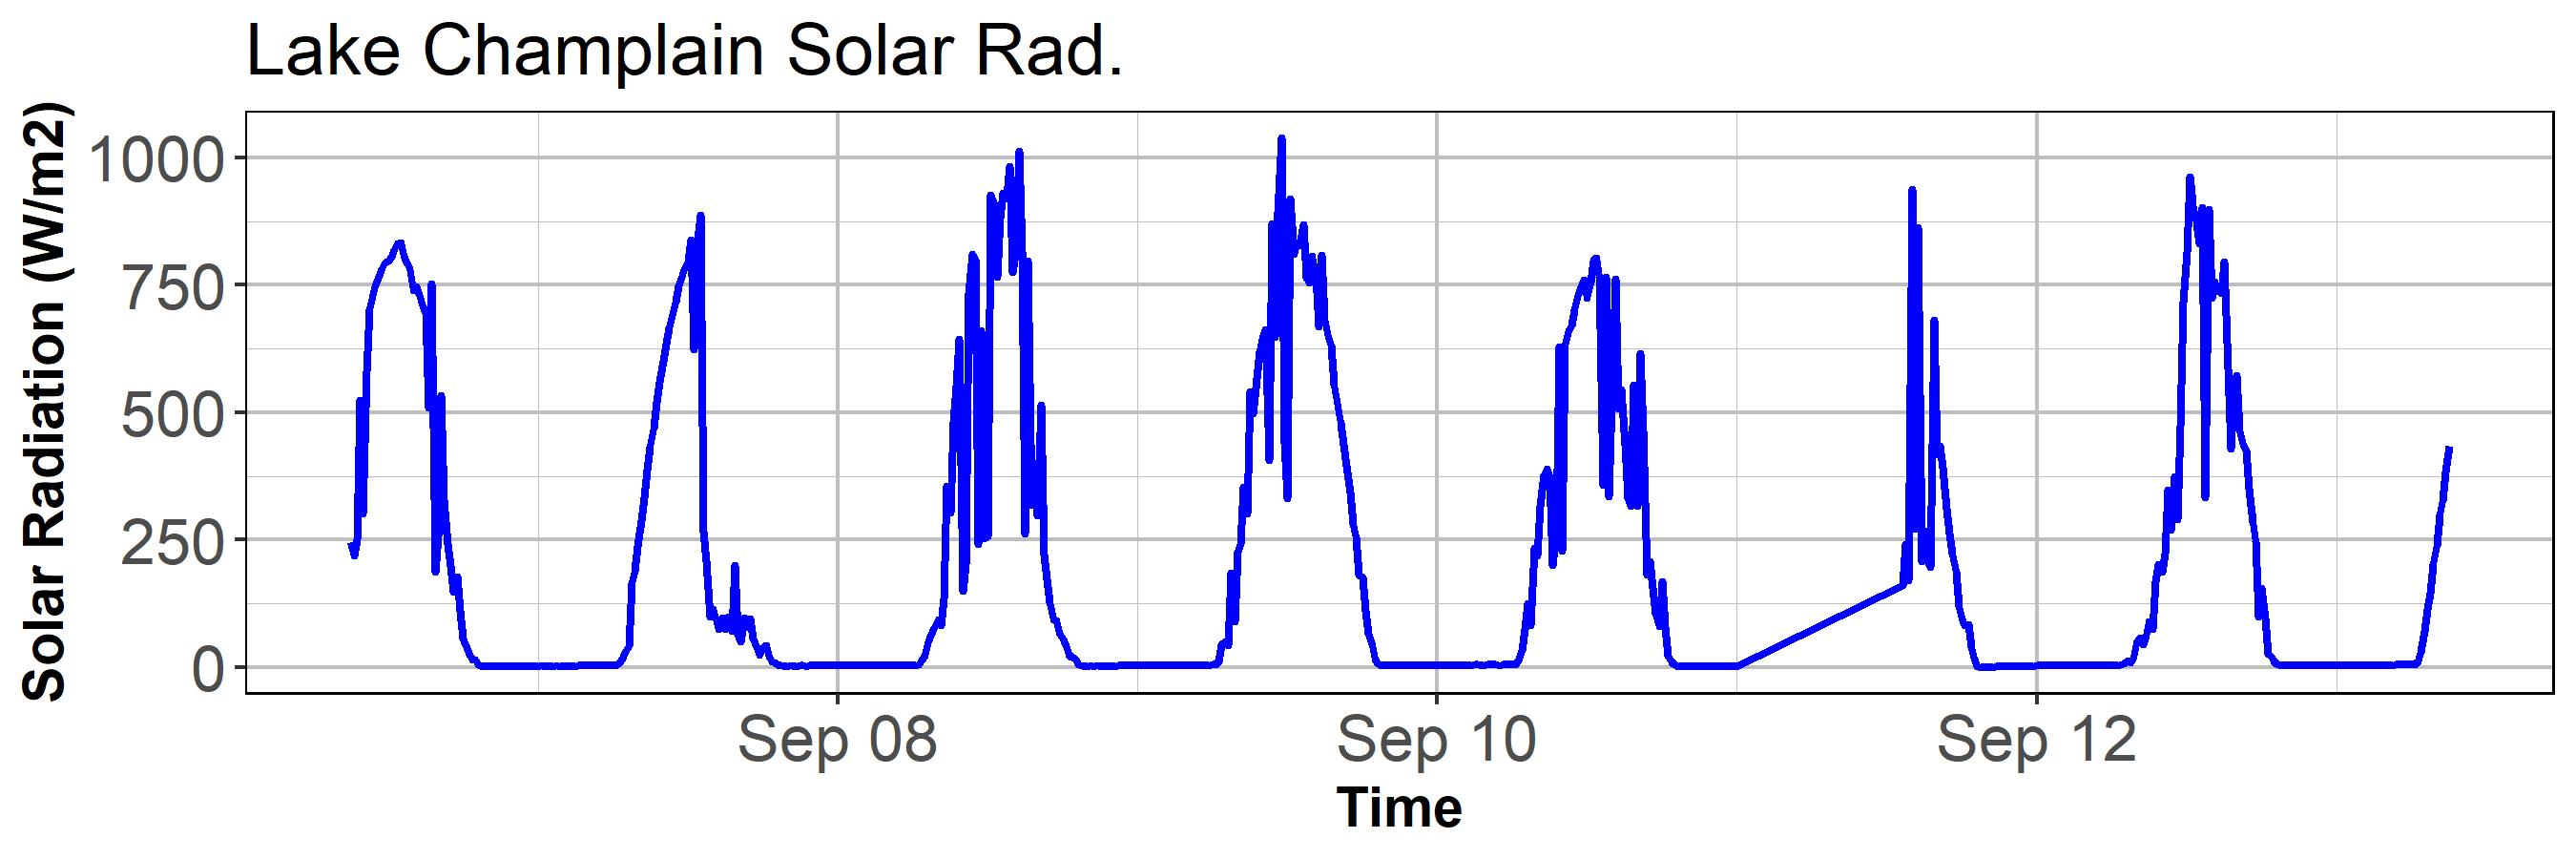 Lake Champlain Solar Rad.
Solar Radiation (W/m2)
1000
750
500
250
0
Sep 08
Sep 10
Sep 12
Time